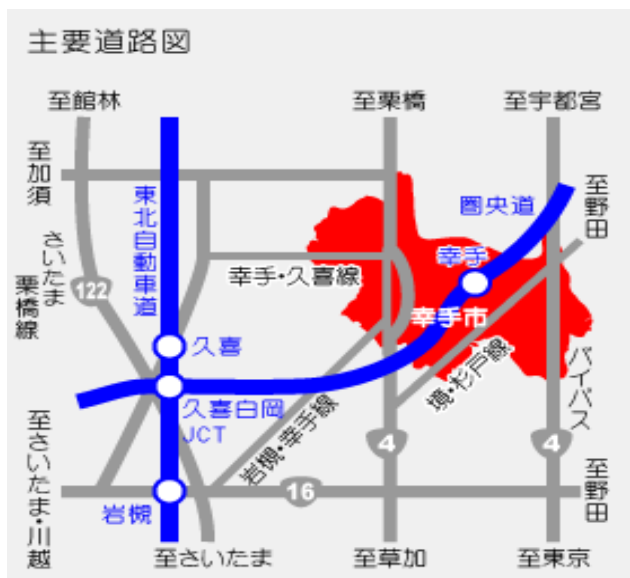 主要道路図
至館林
至栗橋
至宇都宮
至加須
東北自動車道
圏央道
至野田
さいたま
栗橋線
122
幸手・久喜線
幸手
幸手市
久喜
久喜白岡
JCT
岩槻・幸手線
境・杉戸線
バイパス
4
4
至さいたま・川越
16
至野田
岩槻
至さいたま
至草加
至東京